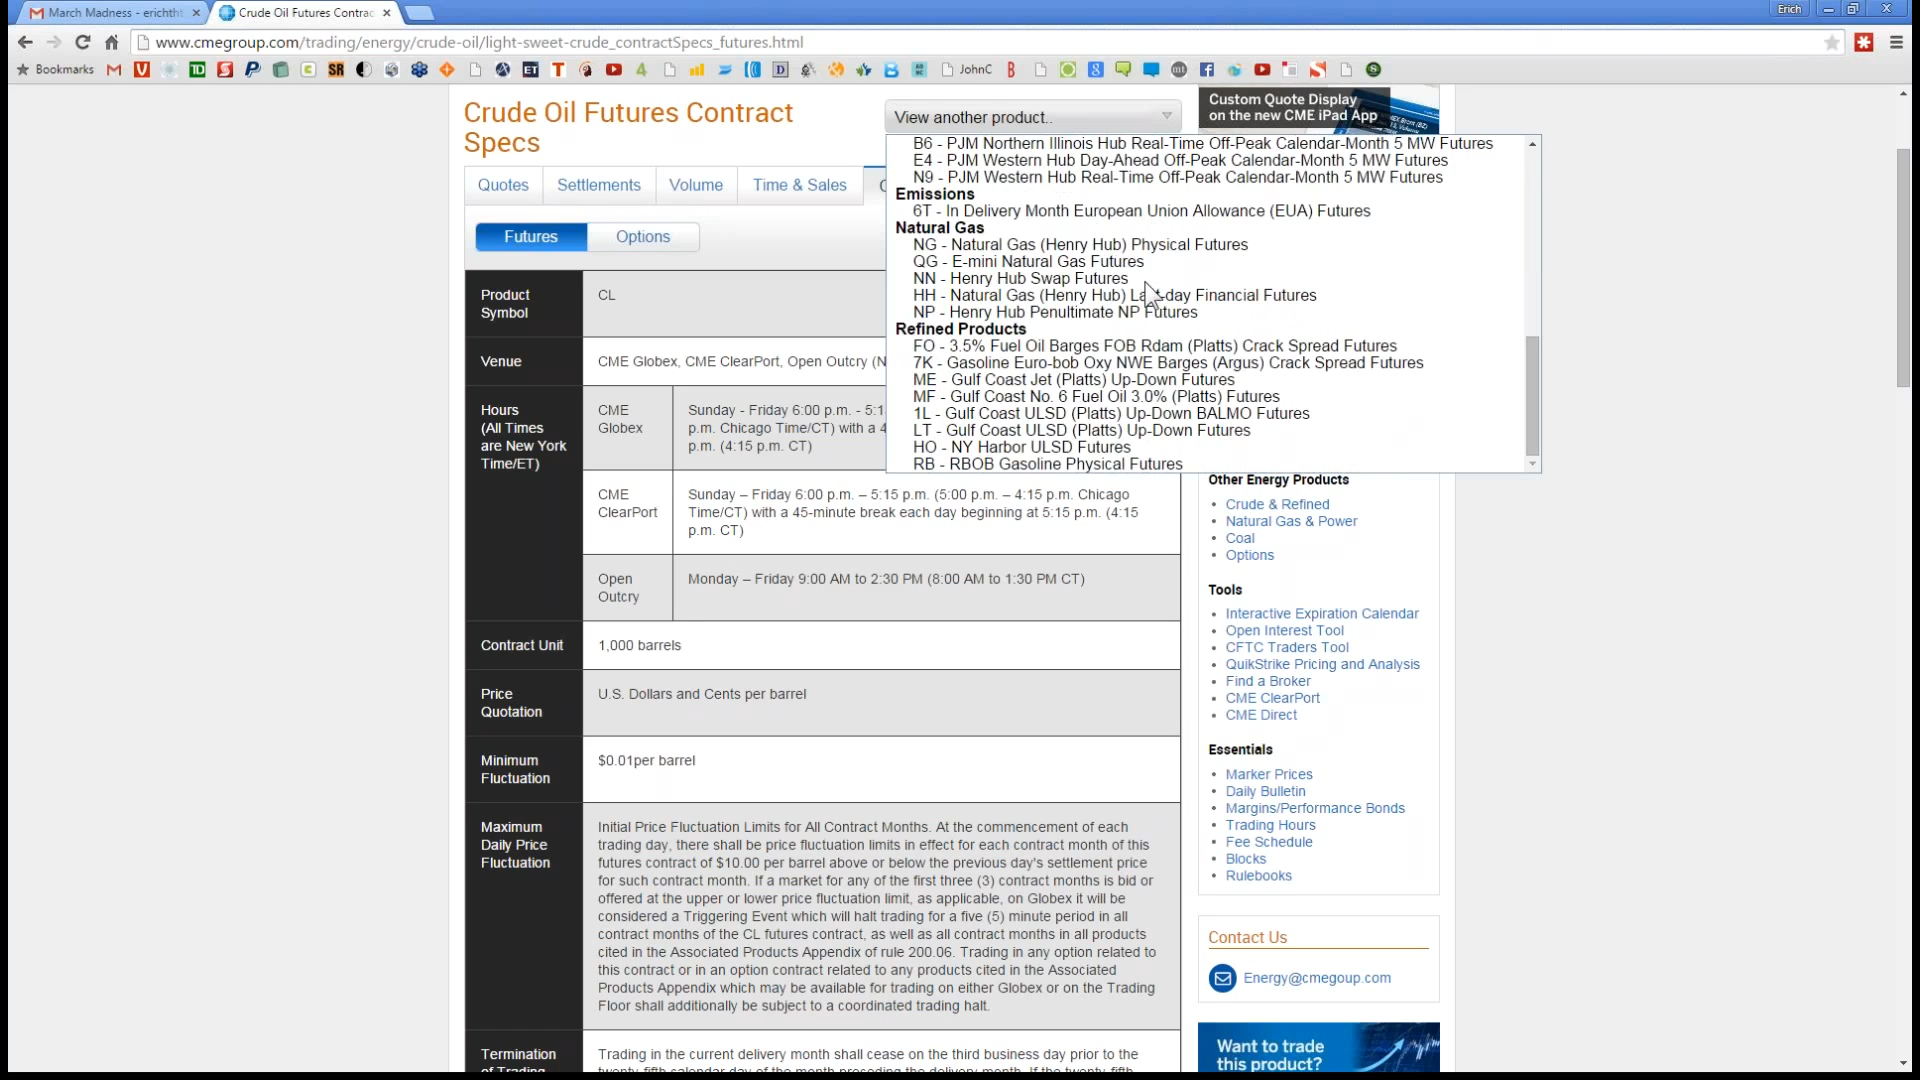 March Madness - erichtht
Crude Oil Futures Contrac
Erich
www.cmegroup.com/trading/energy/crude-oil/light-sweet-crude_contractSpecs_futures.html
Bookmarks
JohnC
Crude Oil Futures Contract
Specs
View another product..
Custom Quote Display
on the new CME iPad App
Quotes
Settlements
Volume
Time & Sales
Futures
Options
B6 - PJM Northern Illinois Hub Real-Time Off-Peak Calendar-Month 5 MW Futures
E4 - PJM Western Hub Day-Ahead Off-Peak Calendar-Month 5 MW Futures
N9 - PJM Western Hub Real-Time Off-Peak Calendar-Month 5 MW Futures
Emissions
6T - In Delivery Month European Union Allowance (EUA) Futures
Natural Gas
NG - Natural Gas (Henry Hub) Physical Futures
QG - E-mini Natural Gas Futures
NN - Henry Hub Swap Futures
HH - Natural Gas (Henry Hub) Last-day Financial Futures
NP - Henry Hub Penultimate NP Futures
Refined Products
FO - 3.5% Fuel Oil Barges FOB Rdam (Platts) Crack Spread Futures
7K - Gasoline Euro-bob Oxy NWE Barges (Argus) Crack Spread Futures
ME - Gulf Coast Jet (Platts) Up-Down Futures
MF - Gulf Coast No. 6 Fuel Oil 3.0% (Platts) Futures
1L - Gulf Coast ULSD (Platts) Up-Down BALMO Futures
LT - Gulf Coast ULSD (Platts) Up-Down Futures
HO - NY Harbor ULSD Futures
RB - RBOB Gasoline Physical Futures
Product
Symbol
CL
Venue
CME Globex, CME ClearPort, Open Outcry (N
Hours
(All Times
are New York
Time/ET)
CME
Globex
Sunday - Friday 6:00 p.m. - 5:1
p.m. Chicago Time/CT) with a 4
p.m. (4:15 p.m. CT)
CME
ClearPort
Sunday – Friday 6:00 p.m. – 5:15 p.m. (5:00 p.m. – 4:15 p.m. Chicago
Time/CT) with a 45-minute break each day beginning at 5:15 p.m. (4:15
p.m. CT)
Open
Outcry
Monday – Friday 9:00 AM to 2:30 PM (8:00 AM to 1:30 PM CT)
Contract Unit
1,000 barrels
Price
Quotation
U.S. Dollars and Cents per barrel
Minimum
Fluctuation
$0.01per barrel
Maximum
Daily Price
Fluctuation
Initial Price Fluctuation Limits for All Contract Months. At the commencement of each
trading day, there shall be price fluctuation limits in effect for each contract month of this
futures contract of $10.00 per barrel above or below the previous day's settlement price
for such contract month. If a market for any of the first three (3) contract months is bid or
offered at the upper or lower price fluctuation limit, as applicable, on Globex it will be
considered a Triggering Event which will halt trading for a five (5) minute period in all
contract months of the CL futures contract, as well as all contract months in all products
cited in the Associated Products Appendix of rule 200.06. Trading in any option related to
this contract or in an option contract related to any products cited in the Associated
Products Appendix which may be available for trading on either Globex or on the Trading
Floor shall additionally be subject to a coordinated trading halt.
Termination
of Trading
Trading in the current delivery month shall cease on the third business day prior to the
twenty-fifth calendar day of the month preceding the delivery month. If the twenty-fifth
Other Energy Products
Crude & Refined
Natural Gas & Power
Coal
Options
Tools
Interactive Expiration Calendar
Open Interest Tool
CFTC Traders Tool
QuikStrike Pricing and Analysis
Find a Broker
CME ClearPort
CME Direct
Essentials
Marker Prices
Daily Bulletin
Margins/Performance Bonds
Trading Hours
Fee Schedule
Blocks
Rulebooks
Contact Us
Energy@cmegoup.com
Want to trade
this product?